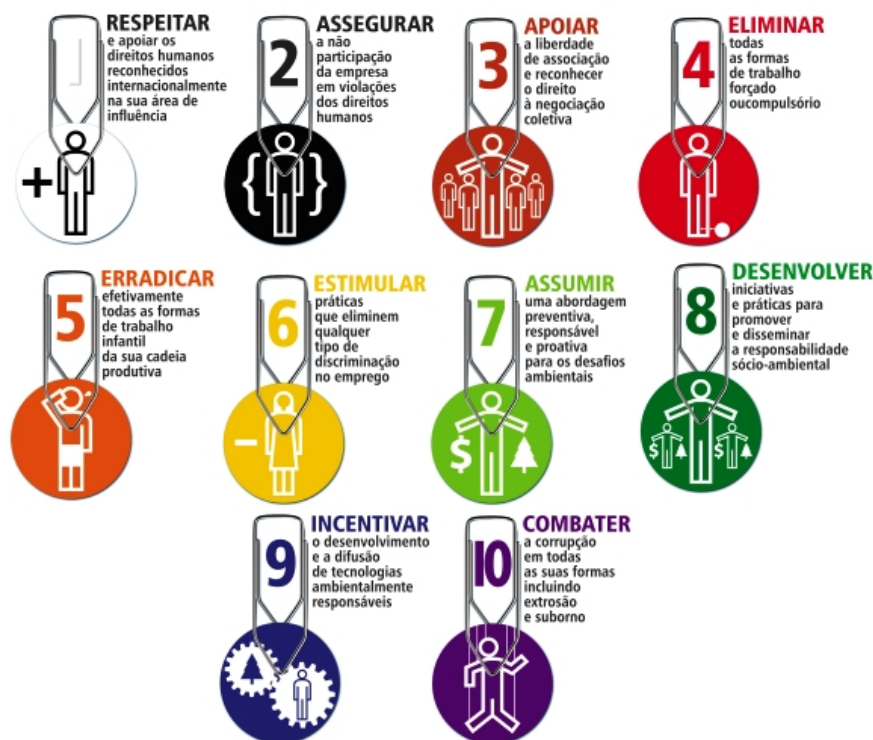 1
RESPEITAR
e apoiar os
direitos humanos
reconhecidos
internacionalmente
na sua área de
influência
+
2
ASSEGURAR
a não
participação
da empresa
em violações
dos direitos
humanos
{ }
3
APOIAR
a liberdade
de associação
e reconhecer
o direito
à negociação
coletiva
4
ELIMINAR
todas
as formas
de trabalho
forçado
oucompulsório
5
ERRADICAR
efetivamente
todas as formas
de trabalho
infantil
da sua cadeia
produtiva
6
ESTIMULAR
práticas
que eliminem
qualquer
tipo de
discriminação
no emprego
-
7
ASSUMIR
uma abordagem
preventiva,
responsável
e proativa
para os desafios
ambientais
$
8
DESENVOLVER
iniciativas
e práticas para
promover
e disseminar
a responsabilidade
sócio-ambiental
$ $
9
INCENTIVAR
o desenvolvimento
e a difusão
de tecnologias
ambientalmente
responsáveis
10
COMBATER
a corrupção
em todas
as suas formas
incluindo
extrosão
e suborno